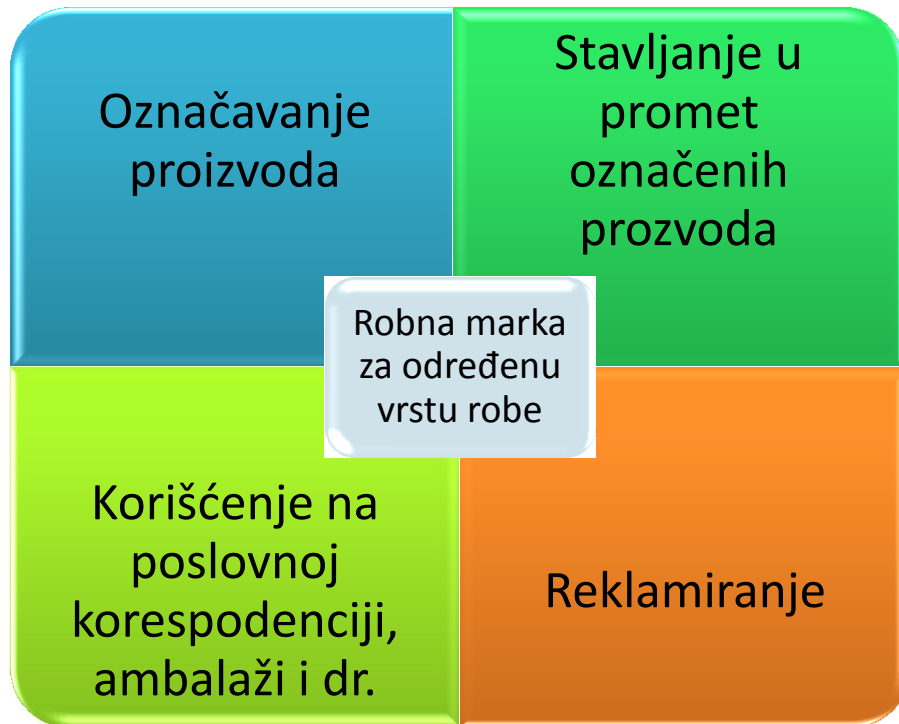 Označavanje
proizvoda
Stavljanje u
promet
označenih
prozvoda
Robna marka
za određenu
vrstu robe
Korišćenje na
poslovnoj
korespodenciji,
ambalaži i dr.
Reklamiranje